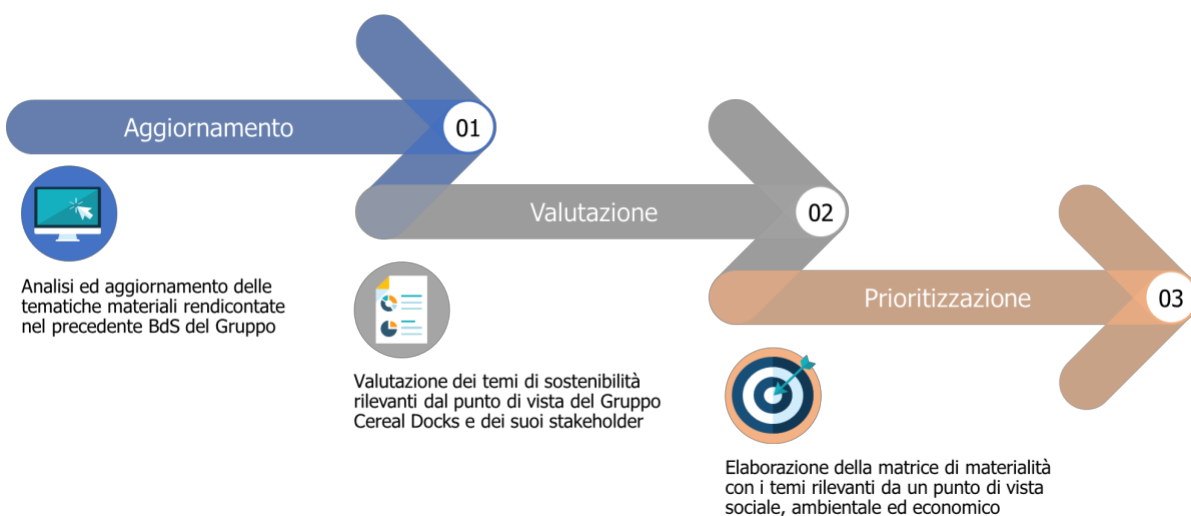 Aggiornamento
01
Analisi ed aggiornamento delle
tematiche materiali rendicontate
nel precedente BdS del Gruppo
Valutazione
02
Valutazione dei temi di sostenibilità
rilevanti dal punto di vista del Gruppo
Cereal Docks e dei suoi stakeholder
Prioritizzazione
03
Elaborazione della matrice di materialità
con i temi rilevanti da un punto di vista
sociale, ambientale ed economico